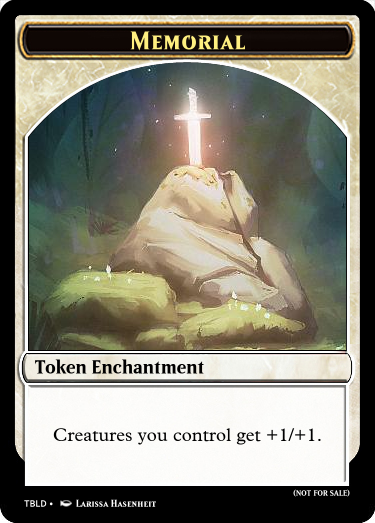 Memorial
Token Enchantment
Creatures you control get +1/+1.
(NOT FOR SALE)
TBLD • Larissa Hasenheit